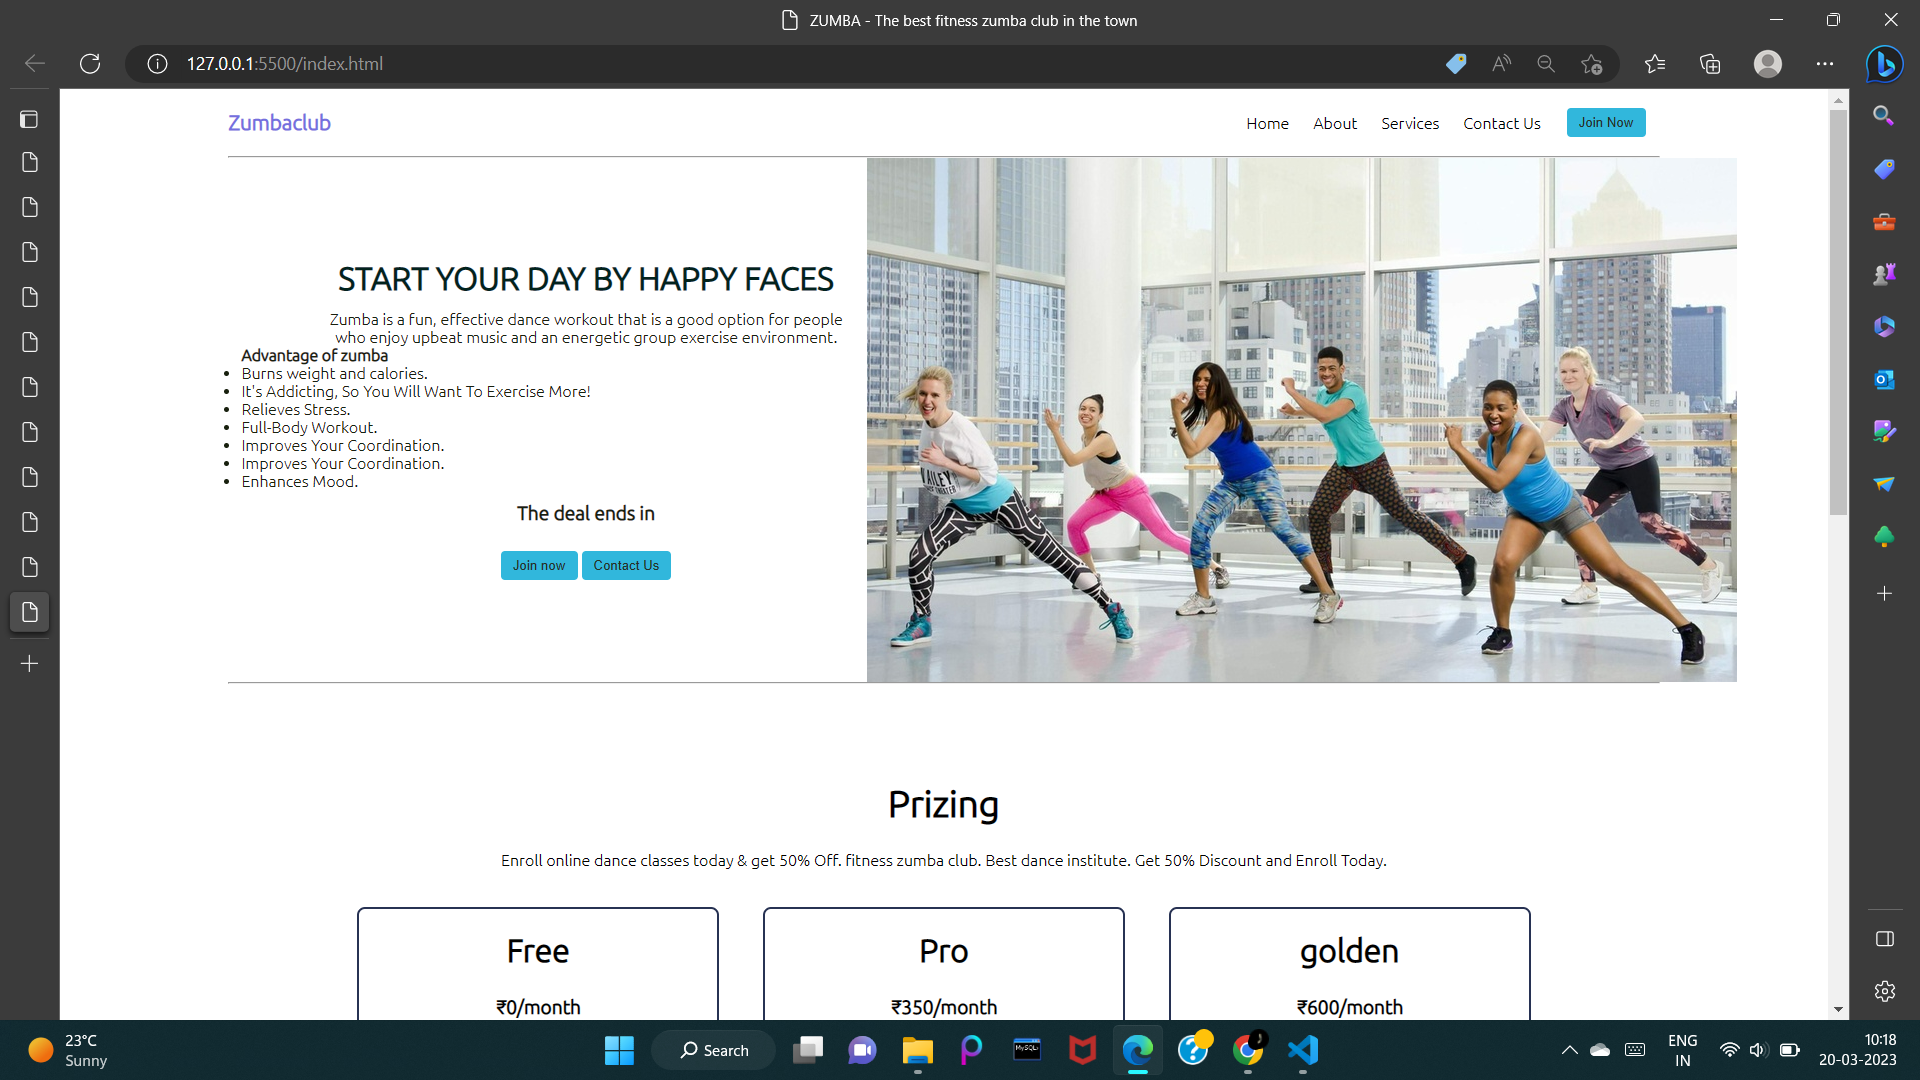 ZUMBA - The best fitness zumba club in the town
127.0.0.1:5500/index.html
Zumbaclub
Home About Services Contact Us Join Now
START YOUR DAY BY HAPPY FACES
Zumba is a fun, effective dance workout that is a good option for people
who enjoy upbeat music and an energetic group exercise environment.
Advantage of zumba
Burns weight and calories.
It's Addicting, So You Will Want To Exercise More!
Relieves Stress.
Full-Body Workout.
Improves Your Coordination.
Improves Your Coordination.
Enhances Mood.
The deal ends in
Join now Contact Us
Prizing
Enroll online dance classes today & get 50% Off. fitness zumba club. Best dance institute. Get 50% Discount and Enroll Today.
Free Pro golden
₹0/month ₹350/month ₹600/month
23°C
Sunny
Search
MySQL
ENG
IN
10:18
20-03-2023